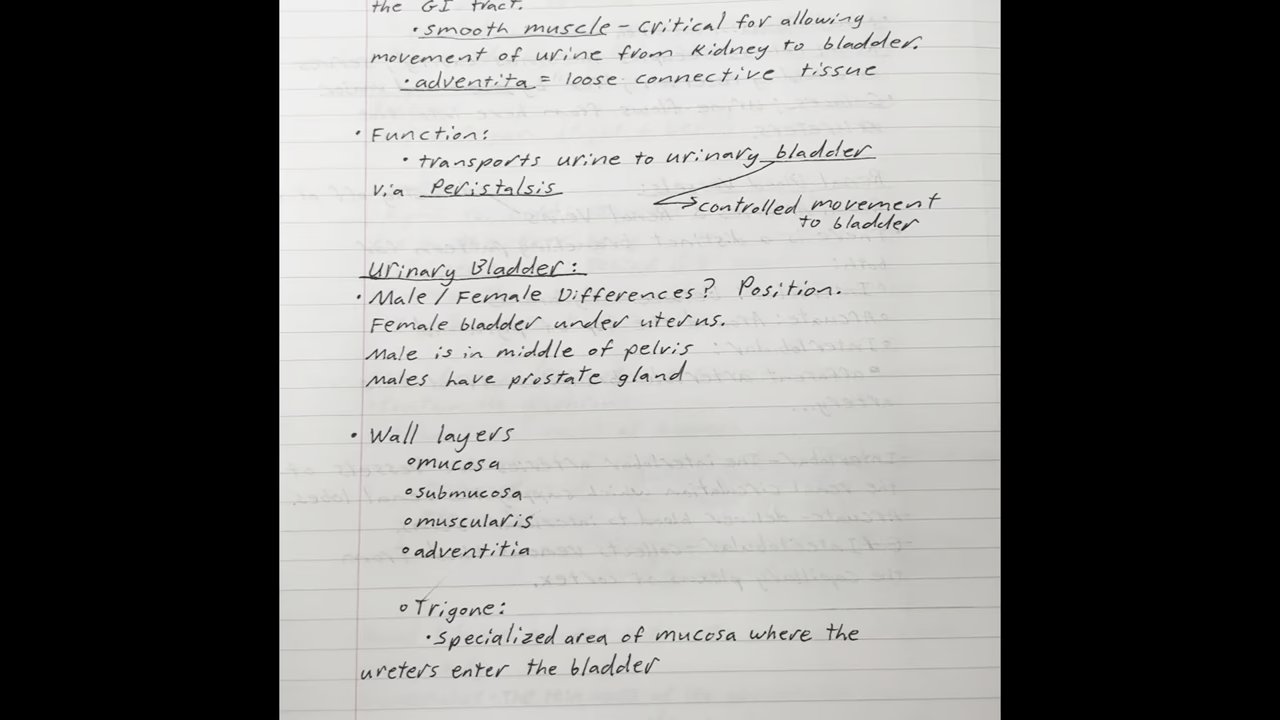 the GI tract.
• smooth muscle - critical for allowing
movement of urine from Kidney to bladder.
• adventita = loose connective tissue
• Function:
• transports urine to urinary bladder
via Peristalsis
controlled movement
to bladder
Urinary Bladder:
• Male / Female Differences? Position.
Female bladder under uterus.
Male is in middle of pelvis
Males have prostate gland
• Wall layers
° mucosa
° submucosa
° muscularis
° adventitia
° Trigone:
• specialized area of mucosa where the
ureters enter the bladder